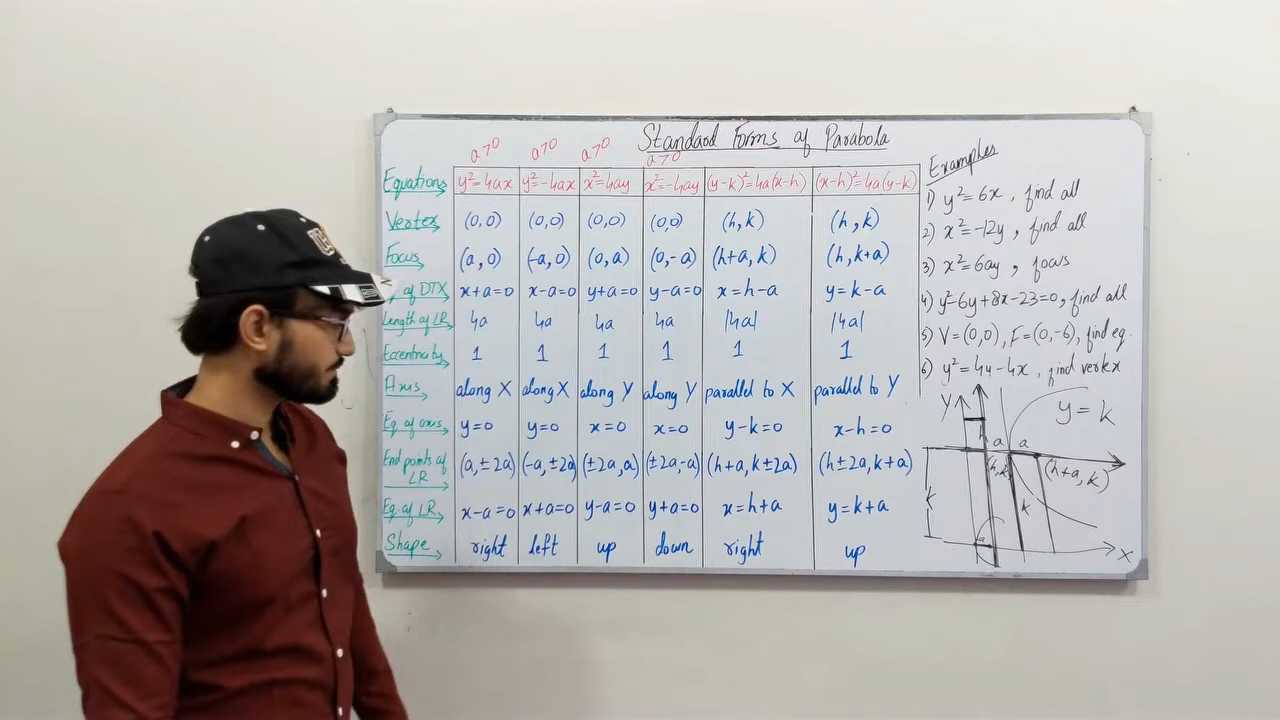 Standard Forms of Parabola
a>0 a>0 a>0 a>0
Equations y²=4ax y²=-4ax x²=4ay x²=-4ay (y-k)²=4a(x-h) (x-h)²=4a(y-k)
Vertex (0,0) (0,0) (0,0) (0,0) (h,k) (h,k)
Focus (a,0) (-a,0) (0,a) (0,-a) (h+a,k) (h,k+a)
of DTX x+a=0 x-a=0 y+a=0 y-a=0 x=h-a y=k-a
Length of LR 4a 4a 4a 4a |4a| |4a|
Eccentricity 1 1 1 1 1 1
Axis along X along X along Y along Y parallel to X parallel to Y
Eq. of axis y=0 y=0 x=0 x=0 y-k=0 x-h=0
End points of LR (a,±2a) (-a,±2a) (±2a,a) (±2a,-a) (h+a,k±2a) (h±2a,k+a)
Eq. of LR x-a=0 x+a=0 y-a=0 y+a=0 x=h+a y=k+a
Shape right left up down right up
Examples
1) y²=6x, find all
2) x²=-12y, find all
3) x²=6ay, focus
4) y²-6y+8x-23=0, find all
5) V=(0,0), F=(0,-6), find eq.
6) y²=4y-4x, find vertex
Y y=k
a a
(h,k) (h+a,k)
k k
a X